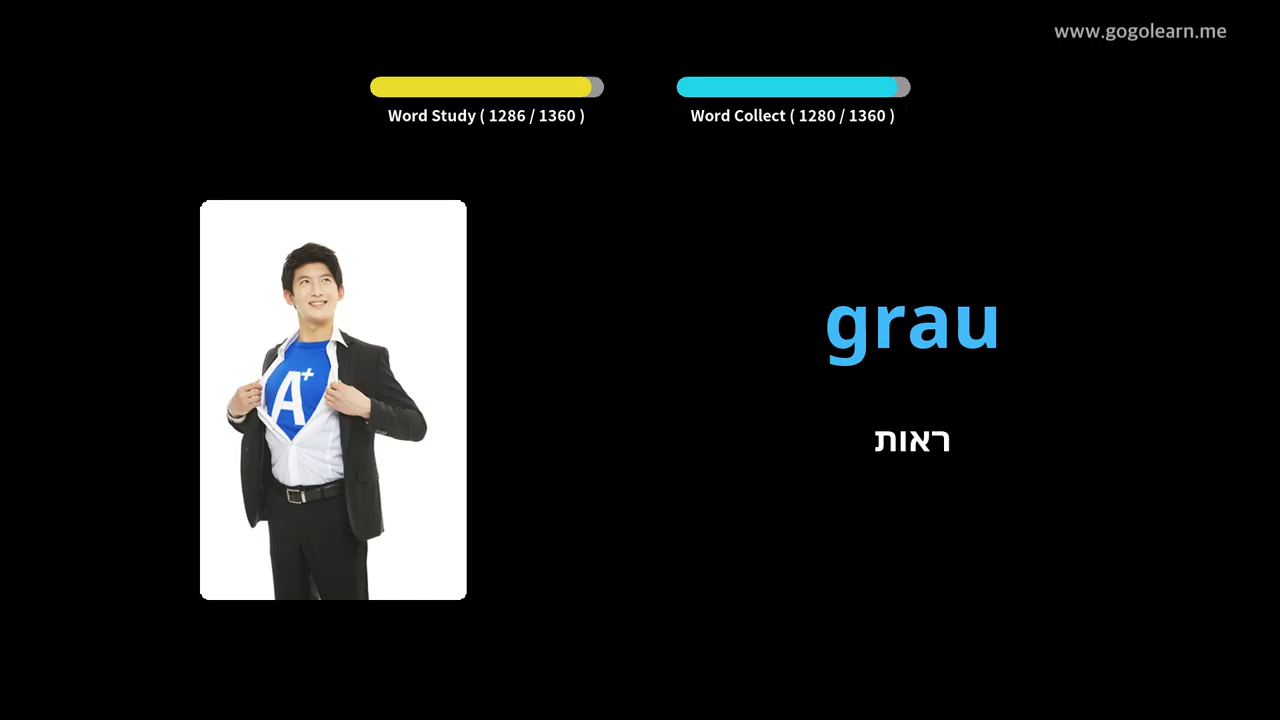 www.gogolearn.me
Word Study ( 1286 / 1360 )
Word Collect ( 1280 / 1360 )
A+
grau
ראות